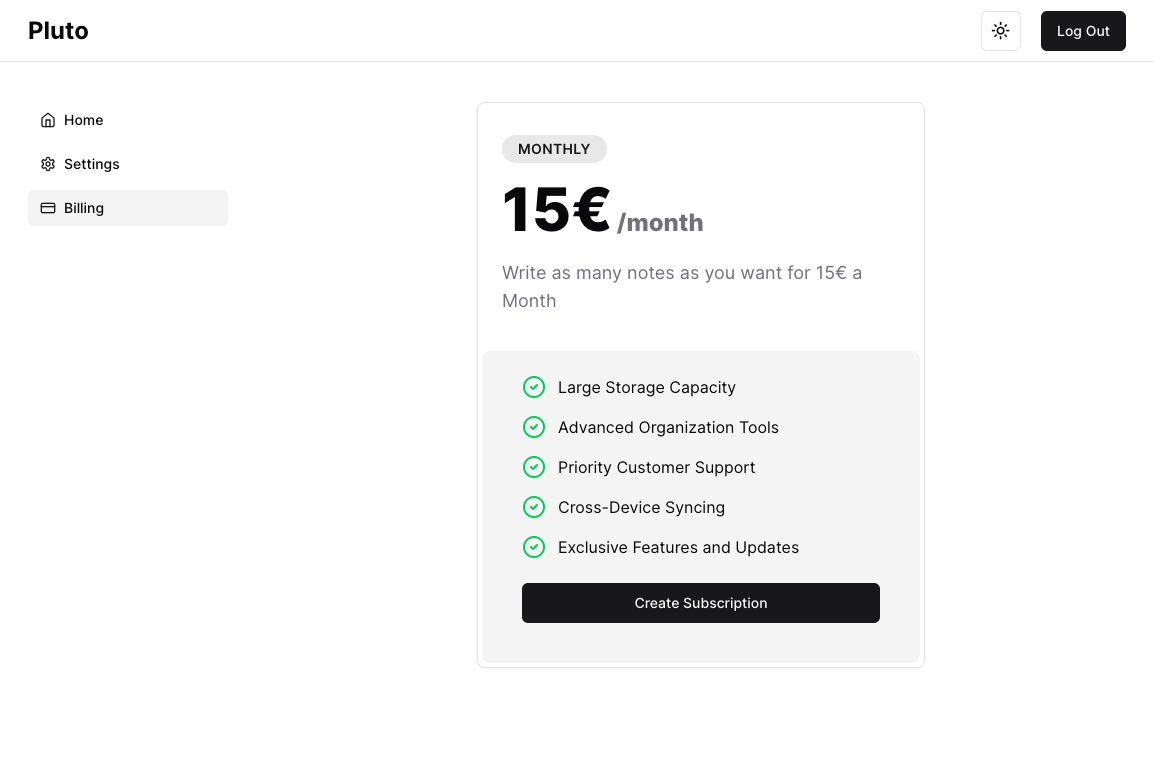 Pluto
Log Out
Home
Settings
Billing
MONTHLY
15€ /month
Write as many notes as you want for 15€ a
Month
Large Storage Capacity
Advanced Organization Tools
Priority Customer Support
Cross-Device Syncing
Exclusive Features and Updates
Create Subscription